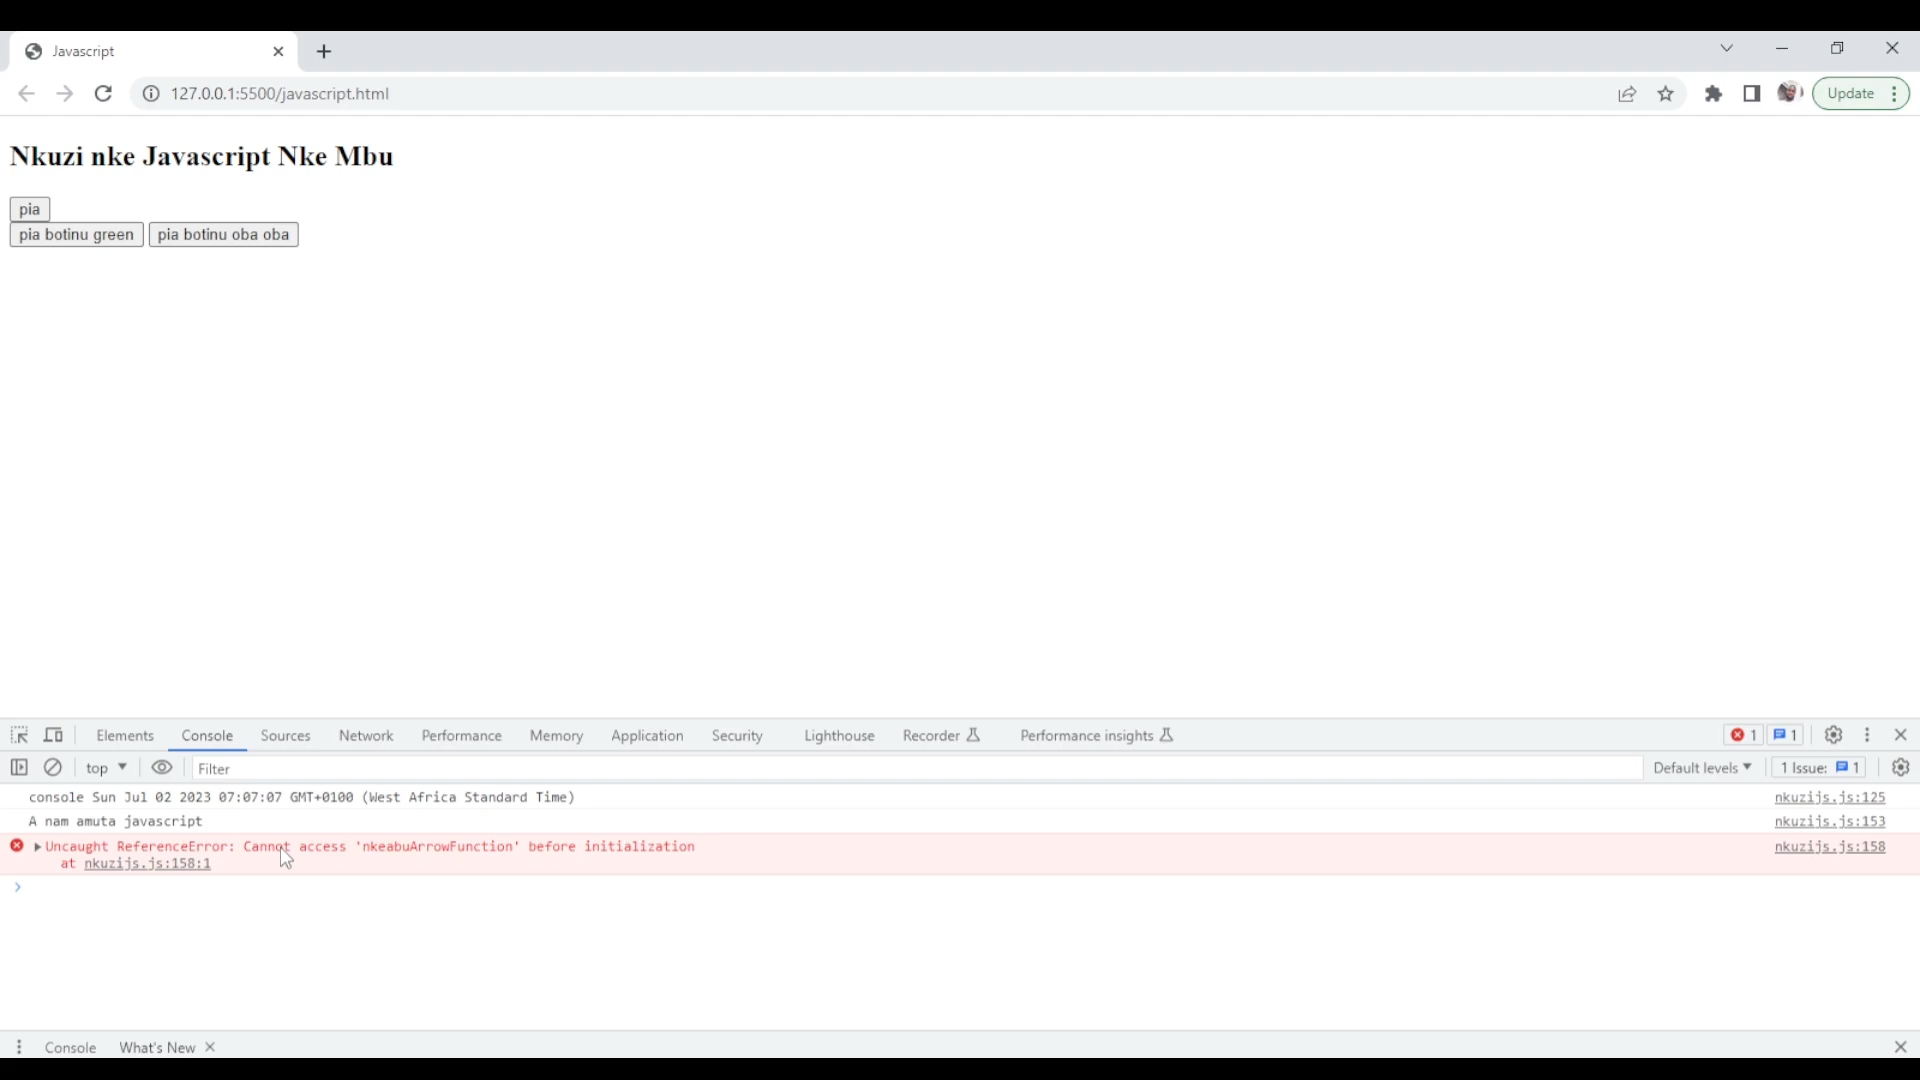 Javascript
127.0.0.1:5500/javascript.html
Update
Nkuzi nke Javascript Nke Mbu
pia
pia botinu green pia botinu oba oba
Elements Console Sources Network Performance Memory Application Security Lighthouse Recorder Performance insights 1 1
top Filter Default levels 1 Issue: 1
console Sun Jul 02 2023 07:07:07 GMT+0100 (West Africa Standard Time) nkuzijs.js:125
A nam amuta javascript nkuzijs.js:153
Uncaught ReferenceError: Cannot access 'nkeabuArrowFunction' before initialization nkuzijs.js:158
at nkuzijs.js:158:1
Console What's New